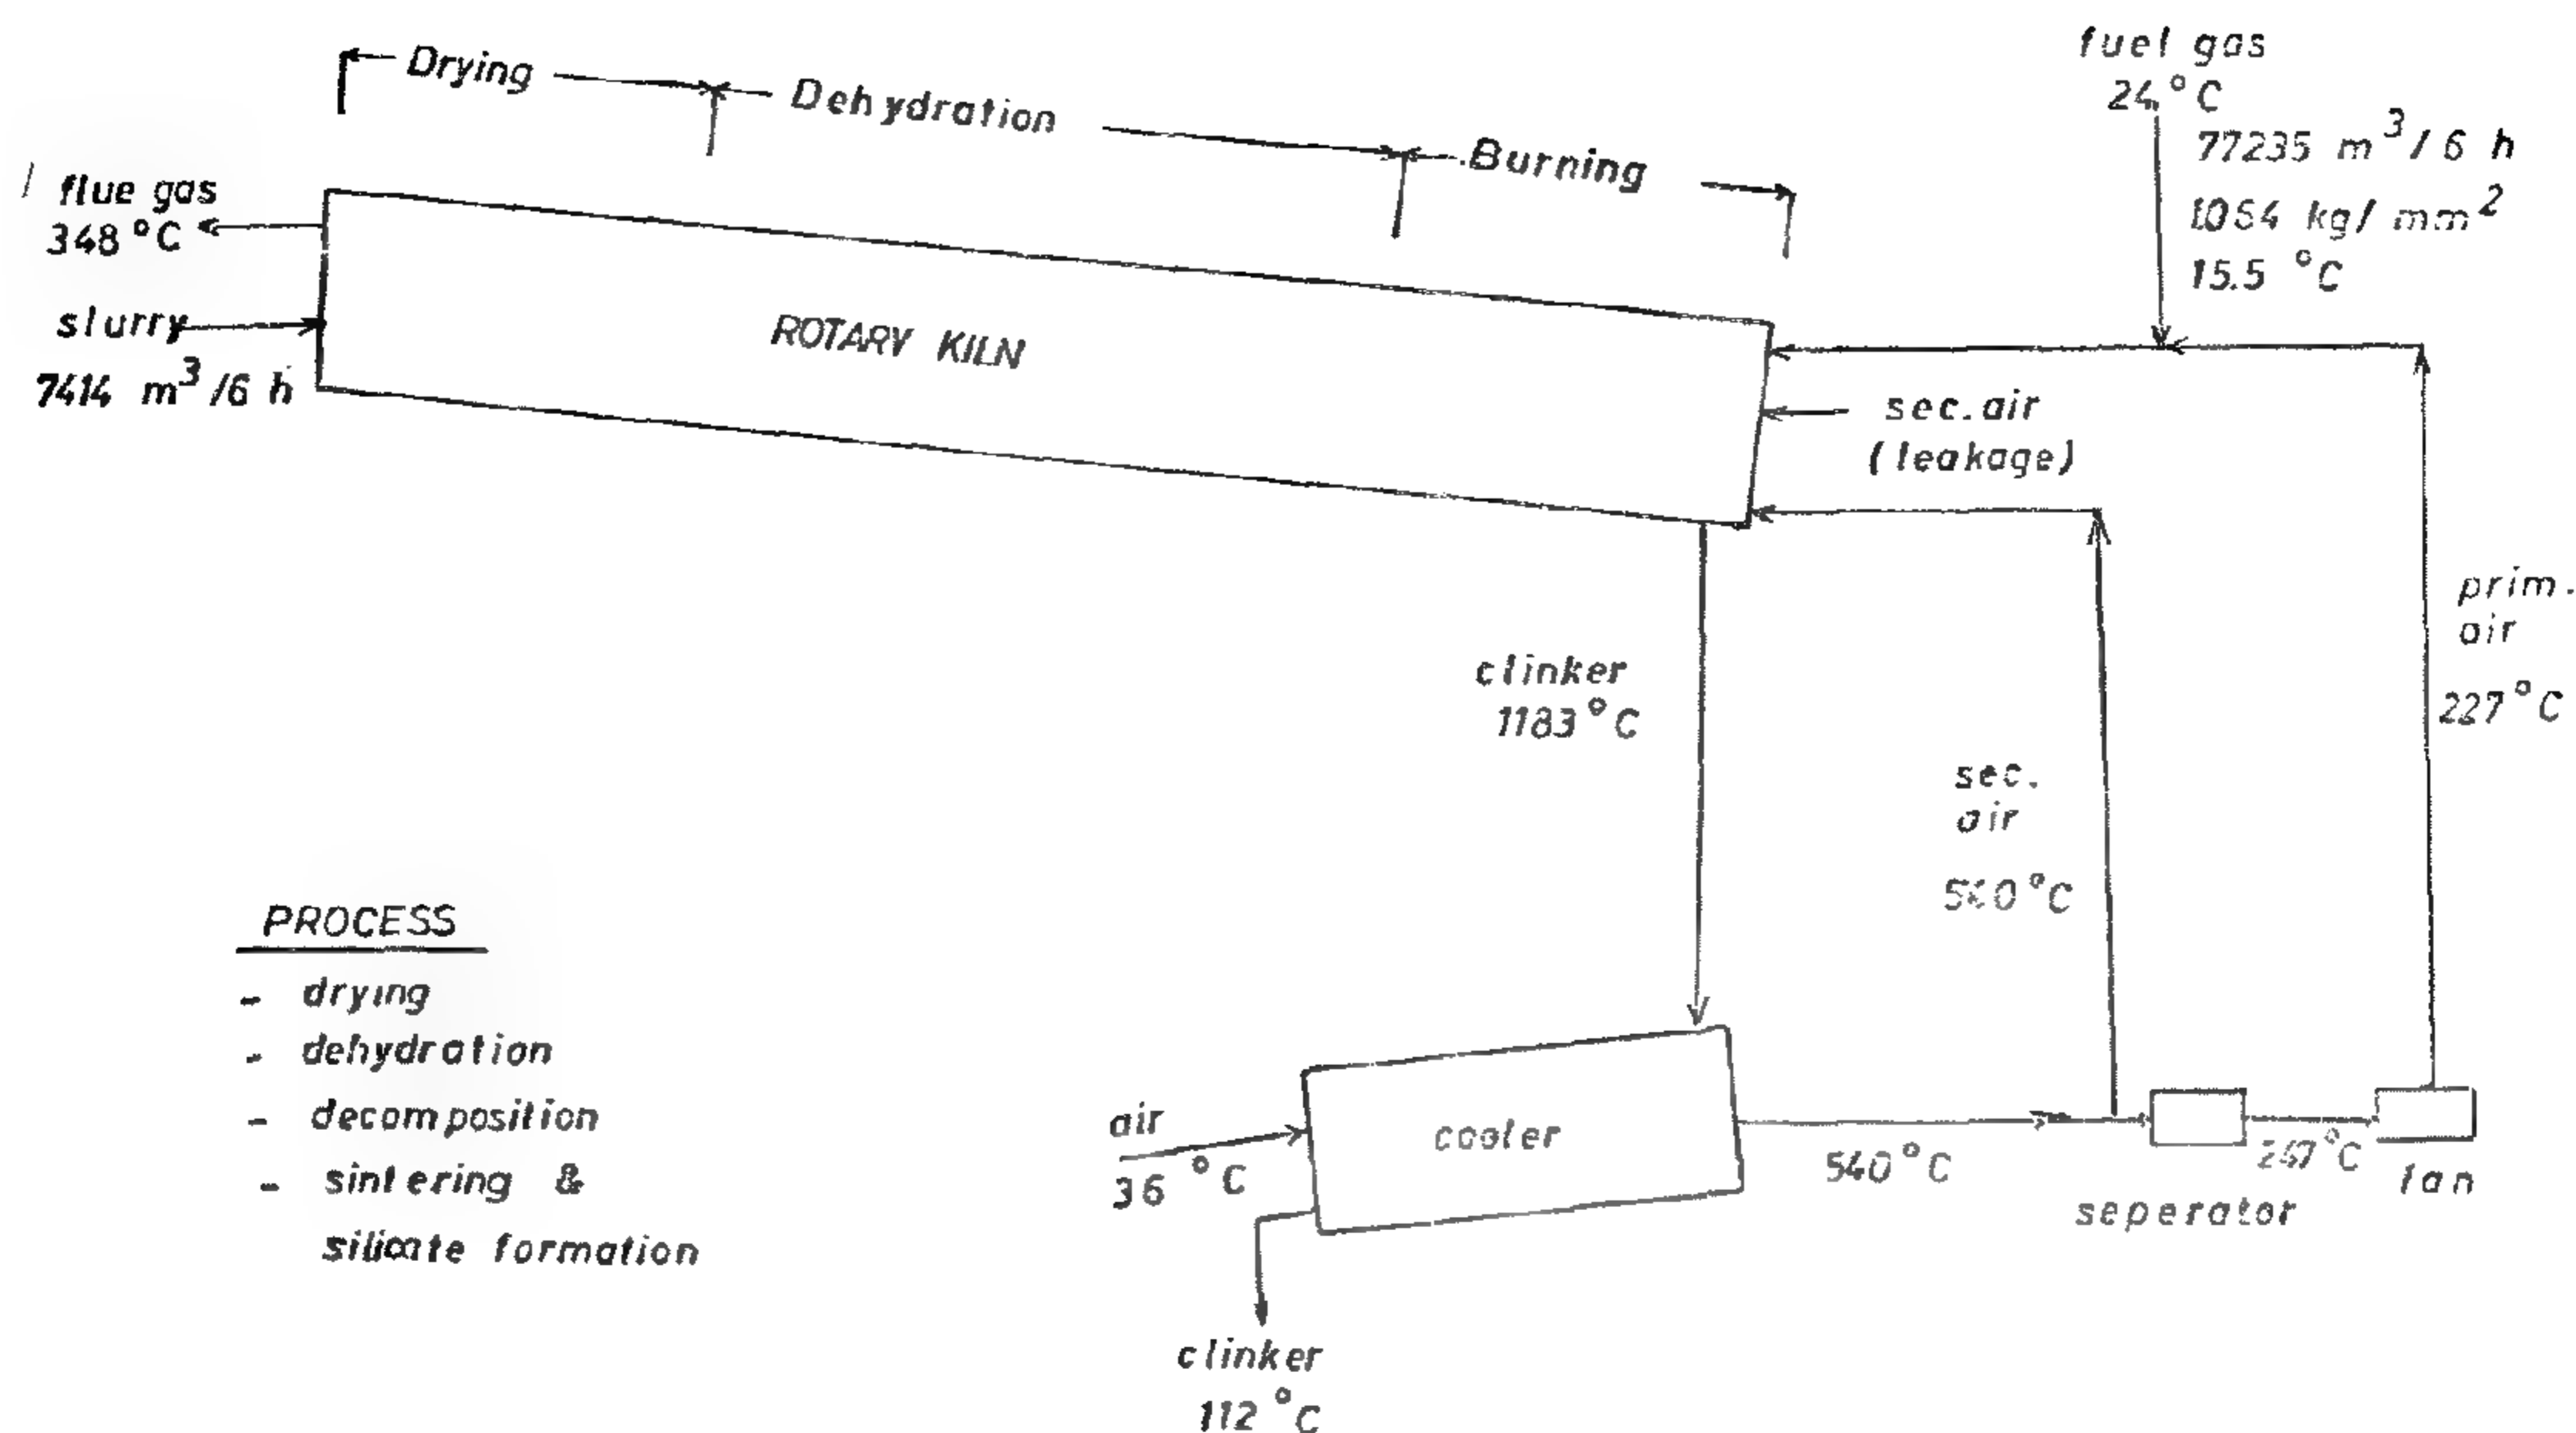 Drying
Dehydration
Burning
fuel gas
24 °C
77235 m³/ 6 h
kg/ mm²
15.5 °C
flue gas
348 °C
slurry
7414 m³/6 h
ROTARY KILN
sec. air
(leakage)
prim.
air
227 °C
clinker
1183 °C
sec.
air
°C
PROCESS
- drying
- dehydration
- decomposition
- sintering &
silicate formation
air
36 °C
cooler
540 °C
°C
fan
seperator
clinker
112 °C